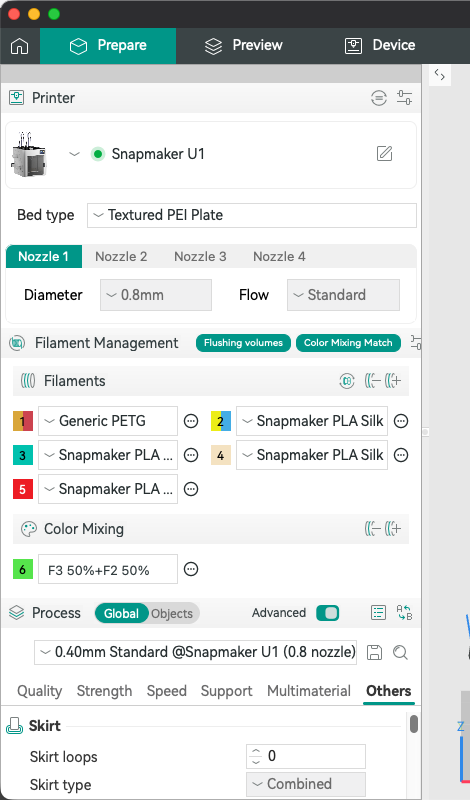 Prepare
Preview
Device
Printer
Snapmaker U1
Bed type
Textured PEI Plate
Nozzle 1
Nozzle 2
Nozzle 3
Nozzle 4
Diameter
0.8mm
Flow
Standard
Filament Management
Flushing volumes
Color Mixing Match
Filaments
1
Generic PETG
2
Snapmaker PLA Silk
3
Snapmaker PLA ...
4
Snapmaker PLA Silk
5
Snapmaker PLA ...
Color Mixing
6
F3 50%+F2 50%
Process
Global
Objects
Advanced
A
B
0.40mm Standard @Snapmaker U1 (0.8 nozzle)
Quality
Strength
Speed
Support
Multimaterial
Others
Skirt
Skirt loops
0
Skirt type
Combined
Z